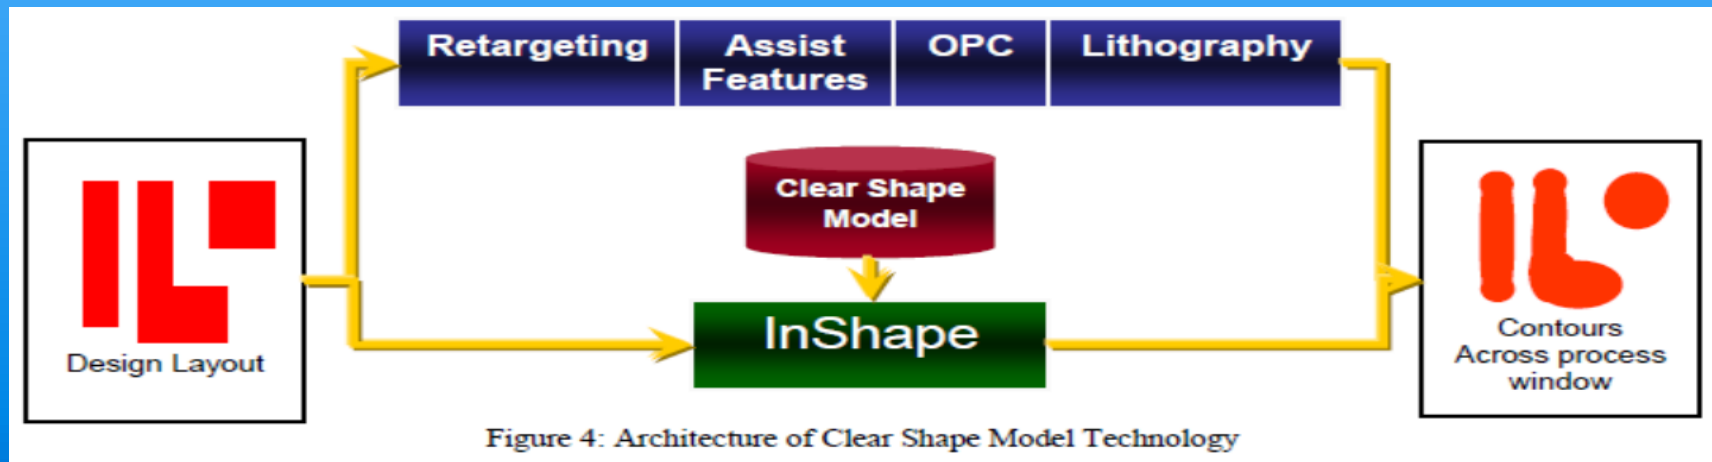 Retargeting
Assist
Features
OPC
Lithography
Clear Shape
Model
InShape
Design Layout
Contours
Across process
window
Figure 4: Architecture of Clear Shape Model Technology